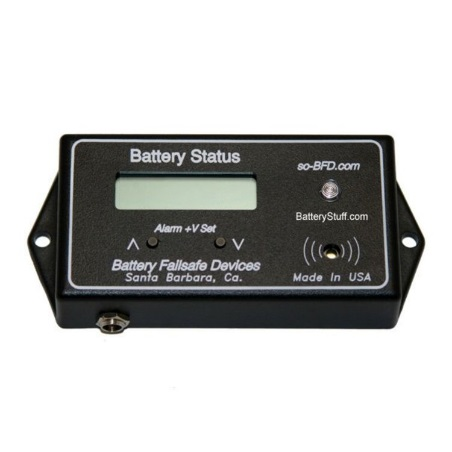 Battery Status
so-BFD.com
BatteryStuff.com
Alarm +V Set
Λ V
Battery Failsafe Devices
Santa Barbara, Ca.
Made In USA